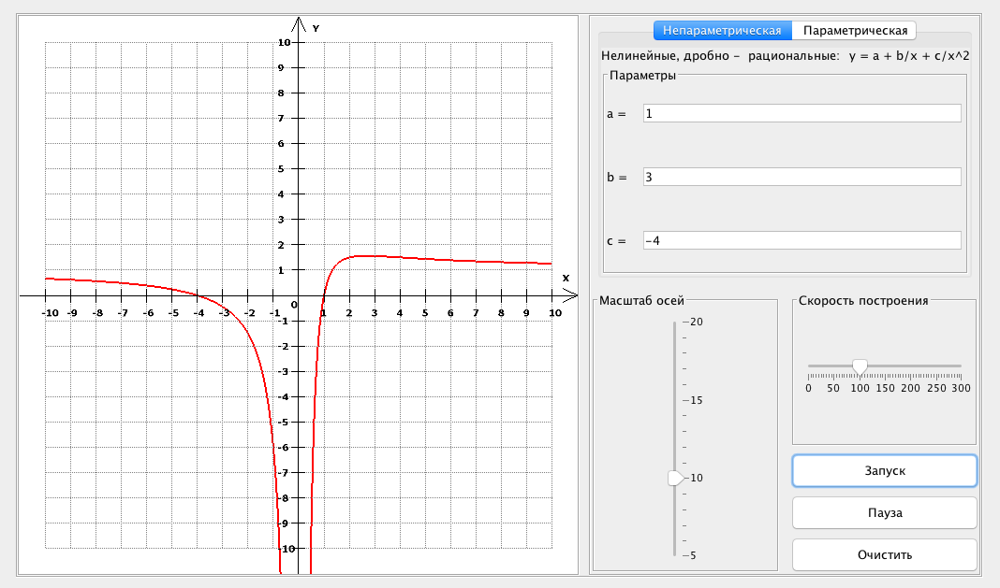 Y
10
9
8
7
6
5
4
3
2
1
X
0
-10 -9 -8 -7 -6 -5 -4 -3 -2 -1 1 2 3 4 5 6 7 8 9 10
-1
-2
-3
-4
-5
-6
-7
-8
-9
-10
Непараметрическая Параметрическая
Нелинейные, дробно – рациональные: y = a + b/x + c/x^2
Параметры
a = 1
b = 3
c = -4
Масштаб осей
20
15
10
5
Скорость построения
0 50 100 150 200 250 300
Запуск
Пауза
Очистить